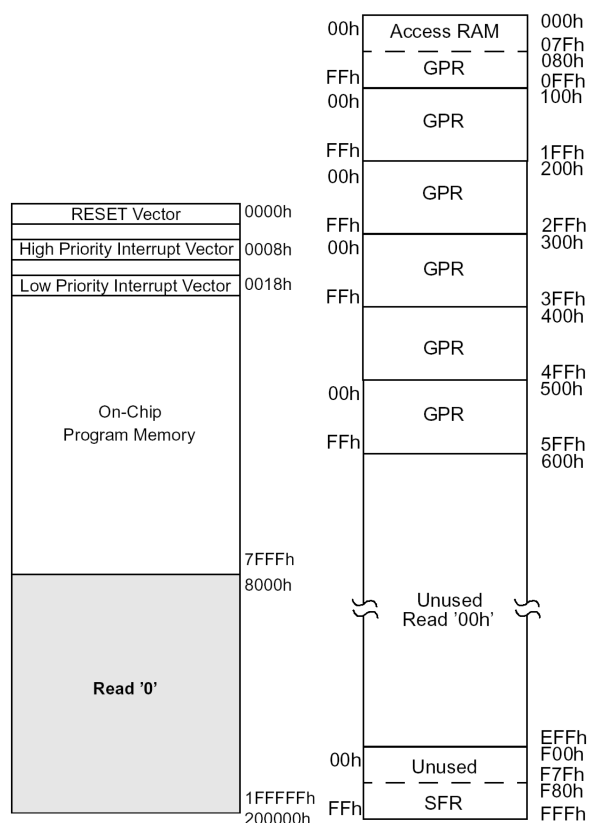 RESET Vector
0000h
High Priority Interrupt Vector
0008h
Low Priority Interrupt Vector
0018h
On-Chip
Program Memory
7FFFh
8000h
Read '0'
1FFFFFh
200000h
00h
Access RAM
000h
07Fh
080h
FFh
GPR
0FFh
00h
100h
GPR
FFh
1FFh
00h
200h
GPR
FFh
2FFh
00h
300h
GPR
FFh
3FFh
400h
GPR
4FFh
00h
500h
GPR
FFh
5FFh
600h
Unused
Read '00h'
EFFh
00h
F00h
Unused
F7Fh
F80h
FFh
SFR
FFFh